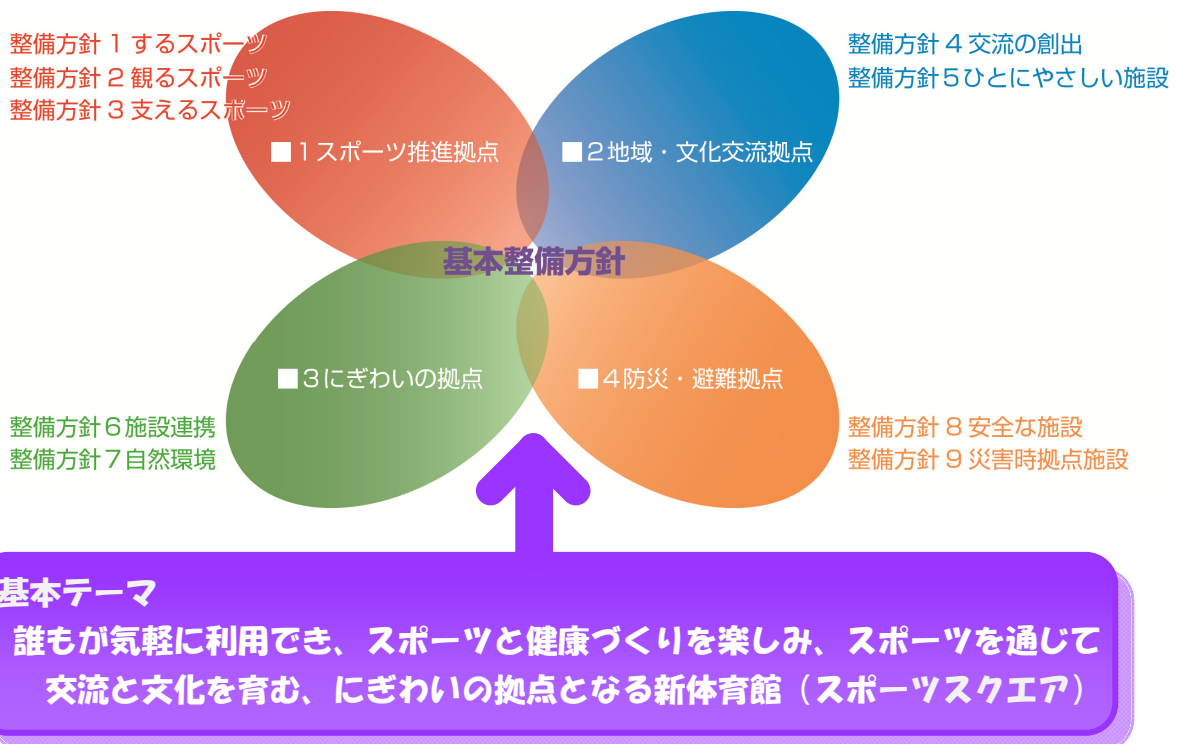 整備方針 1 するスポーツ
整備方針 2 観るスポーツ
整備方針 3 支えるスポーツ
整備方針 4 交流の創出
整備方針5ひとにやさしい施設
■1スポーツ推進拠点
■2地域・文化交流拠点
基本整備方針
■3にぎわいの拠点
■4防災・避難拠点
整備方針6施設連携
整備方針7自然環境
整備方針 8 安全な施設
整備方針 9 災害時拠点施設
基本テーマ
誰もが気軽に利用でき、スポーツと健康づくりを楽しみ、スポーツを通じて
交流と文化を育む、にぎわいの拠点となる新体育館（スポーツスクエア）